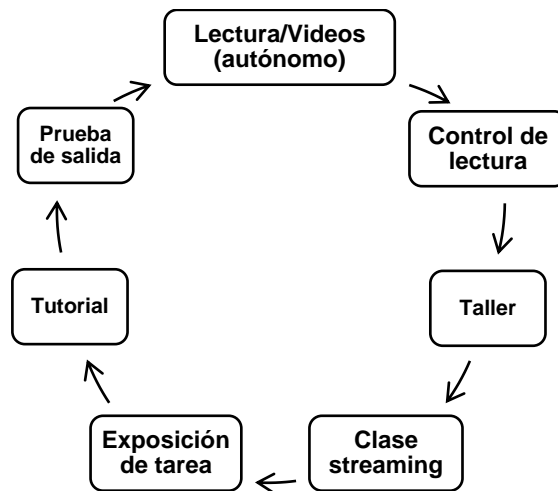 Lectura/Videos
(autónomo)
Control de
lectura
Taller
Clase
streaming
Exposición
de tarea
Tutorial
Prueba
de salida